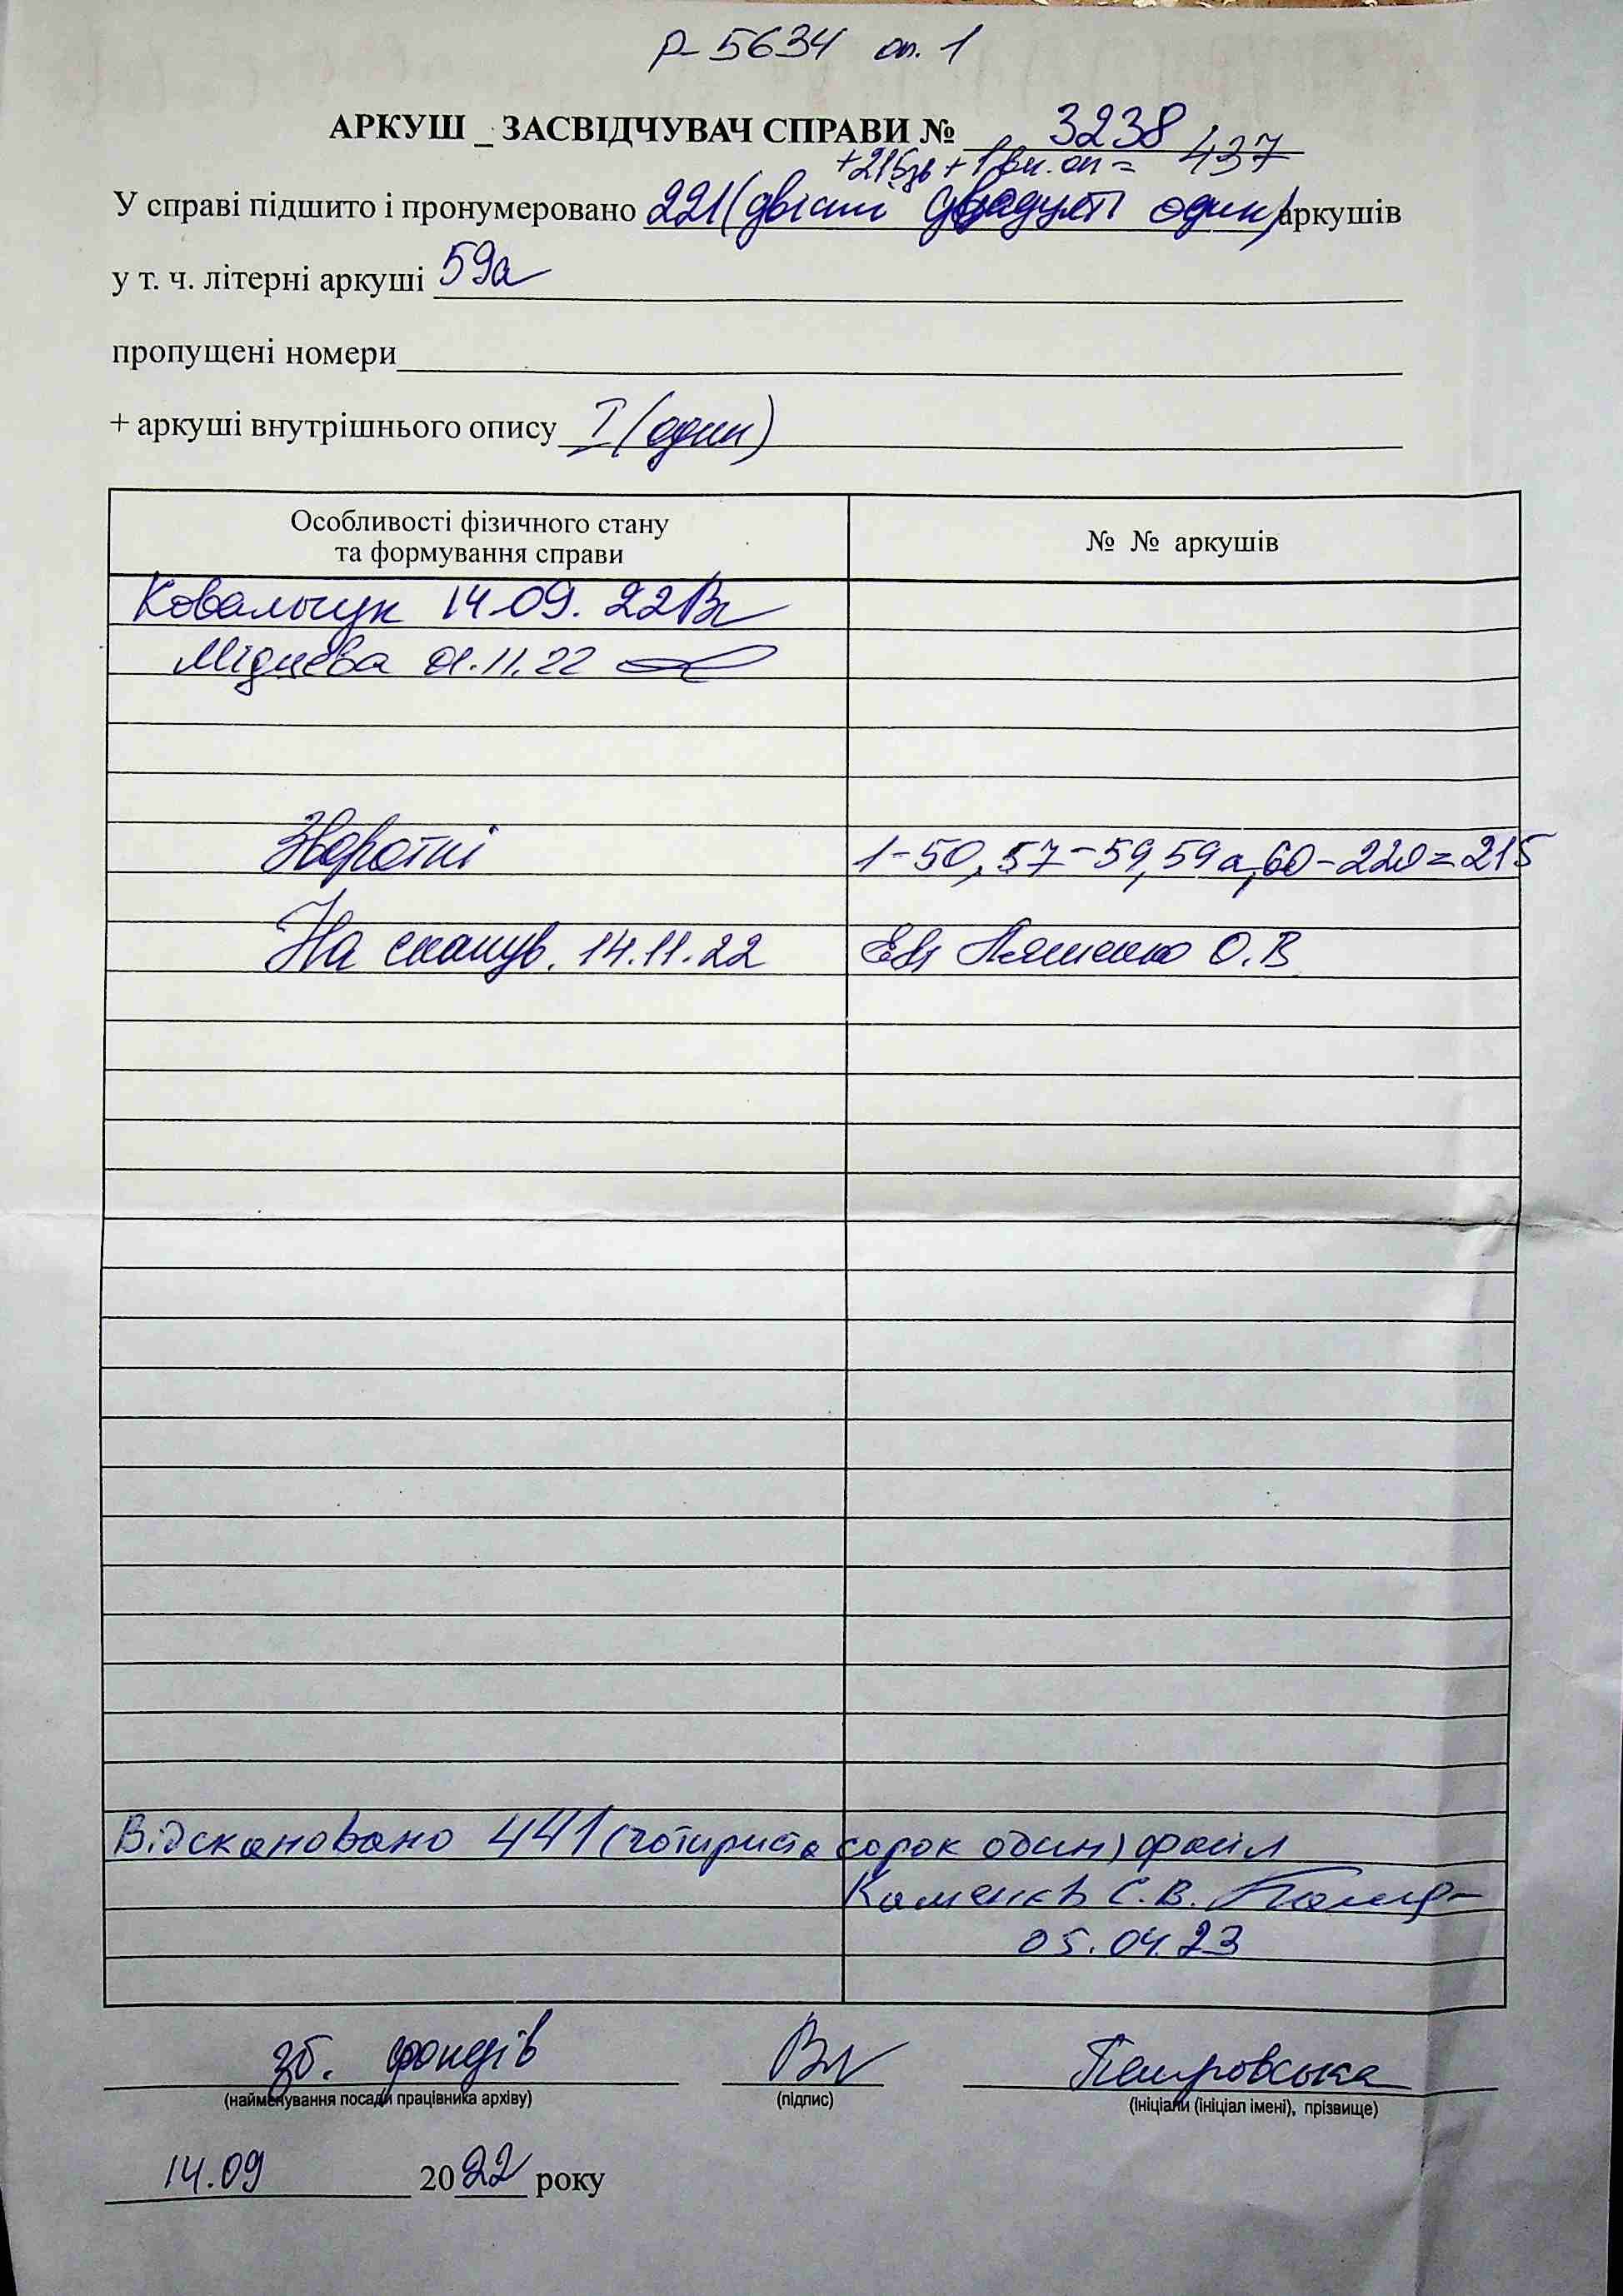 р-5634 оп. 1
АРКУШ _ ЗАСВІДЧУВАЧ СПРАВИ № 3238
+215зв + 1 вн. оп = 437
У справі підшито і пронумеровано 221 (двісті двадцять один) аркушів
у т. ч. літерні аркуші 59а
пропущені номери
+ аркуші внутрішнього опису I (один)
Особливості фізичного стану
та формування справи
№ № аркушів
Ковальчук 14.09.22
01.11.22
Зворотні 1-50, 57-59, 59а, 60-220 = 215
На сканув. 14.11.22 Ляшенко О.В
Відскановано 441 (чотириста сорок один) файл
Каменєв С.В.
05.04.23
зб. фондів
(найменування посади працівника архіву)
(підпис)
Петровська
(ініціали (ініціал імені), прізвище)
14.09 2022 року